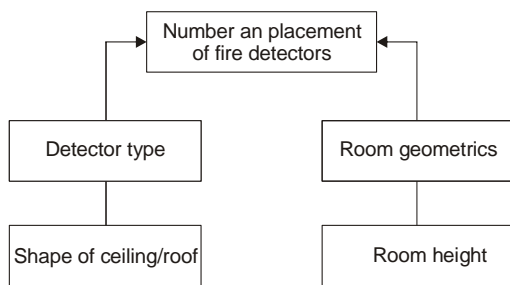 Number an placement
of fire detectors
Detector type
Room geometrics
Shape of ceiling/roof
Room height